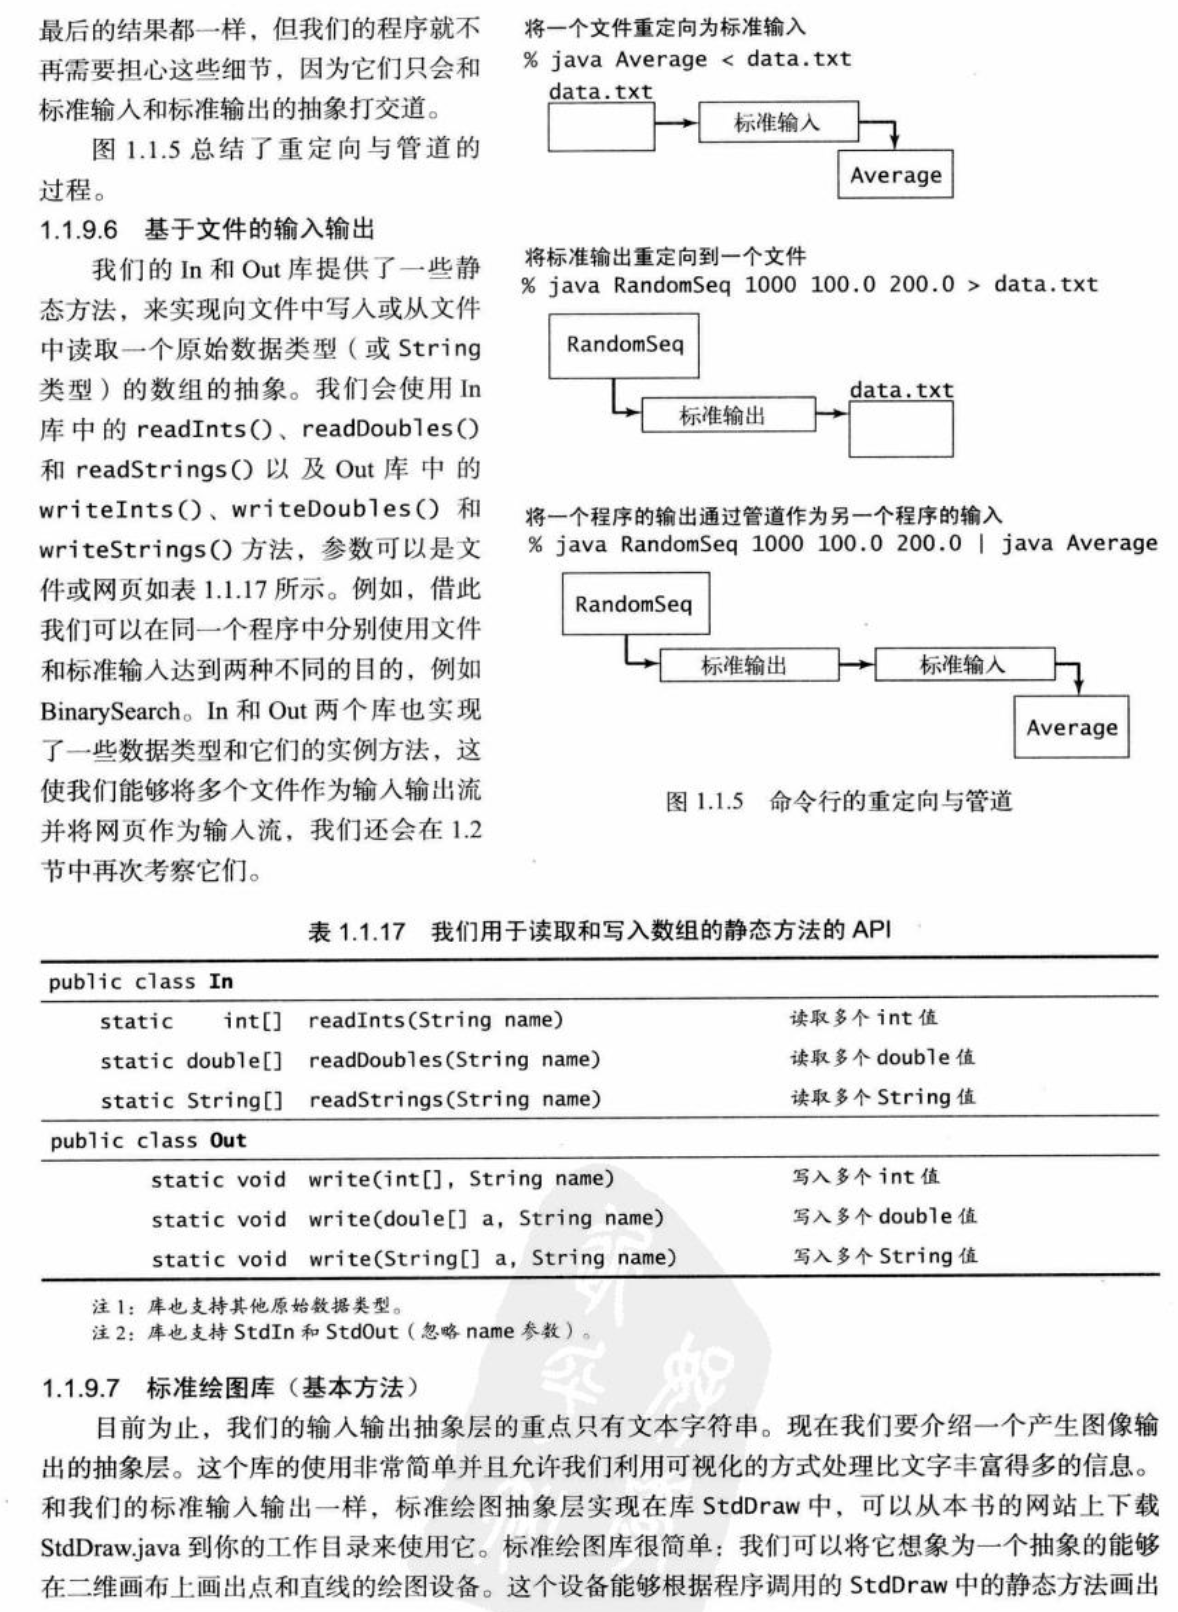 最后的结果都一样，但我们的程序就不
再需要担心这些细节，因为它们只会和
标准输入和标准输出的抽象打交道。
图 1.1.5 总结了重定向与管道的
过程。
1.1.9.6 基于文件的输入输出
我们的 In 和 Out 库提供了一些静
态方法，来实现向文件中写入或从文件
中读取一个原始数据类型（或 String
类型）的数组的抽象。我们会使用 In
库中的 readInts()、readDoubles()
和 readStrings() 以及 Out 库中的
writeInts()、writeDoubles() 和
writeStrings() 方法，参数可以是文
件或网页如表 1.1.17 所示。例如，借此
我们可以在同一个程序中分别使用文件
和标准输入达到两种不同的目的，例如
BinarySearch。In 和 Out 两个库也实现
了一些数据类型和它们的实例方法，这
使我们能够将多个文件作为输入输出流
并将网页作为输入流，我们还会在 1.2
节中再次考察它们。
将一个文件重定向为标准输入
% java Average < data.txt
data.txt
标准输入
Average
将标准输出重定向到一个文件
% java RandomSeq 1000 100.0 200.0 > data.txt
RandomSeq
data.txt
标准输出
将一个程序的输出通过管道作为另一个程序的输入
% java RandomSeq 1000 100.0 200.0 | java Average
RandomSeq
标准输出 标准输入
Average
图 1.1.5 命令行的重定向与管道
表 1.1.17 我们用于读取和写入数组的静态方法的 API
public class In
static int[] readInts(String name) 读取多个 int 值
static double[] readDoubles(String name) 读取多个 double 值
static String[] readStrings(String name) 读取多个 String 值
public class Out
static void write(int[], String name) 写入多个 int 值
static void write(doule[] a, String name) 写入多个 double 值
static void write(String[] a, String name) 写入多个 String 值
注 1：库也支持其他原始数据类型。
注 2：库也支持 StdIn 和 StdOut（忽略 name 参数）。
1.1.9.7 标准绘图库（基本方法）
目前为止，我们的输入输出抽象层的重点只有文本字符串。现在我们要介绍一个产生图像输
出的抽象层。这个库的使用非常简单并且允许我们利用可视化的方式处理比文字丰富得多的信息。
和我们的标准输入输出一样，标准绘图抽象层实现在库 StdDraw 中，可以从本书的网站上下载
StdDraw.java 到你的工作目录来使用它。标准绘图库很简单：我们可以将它想象为一个抽象的能够
在二维画布上画出点和直线的绘图设备。这个设备能够根据程序调用的 StdDraw 中的静态方法画出